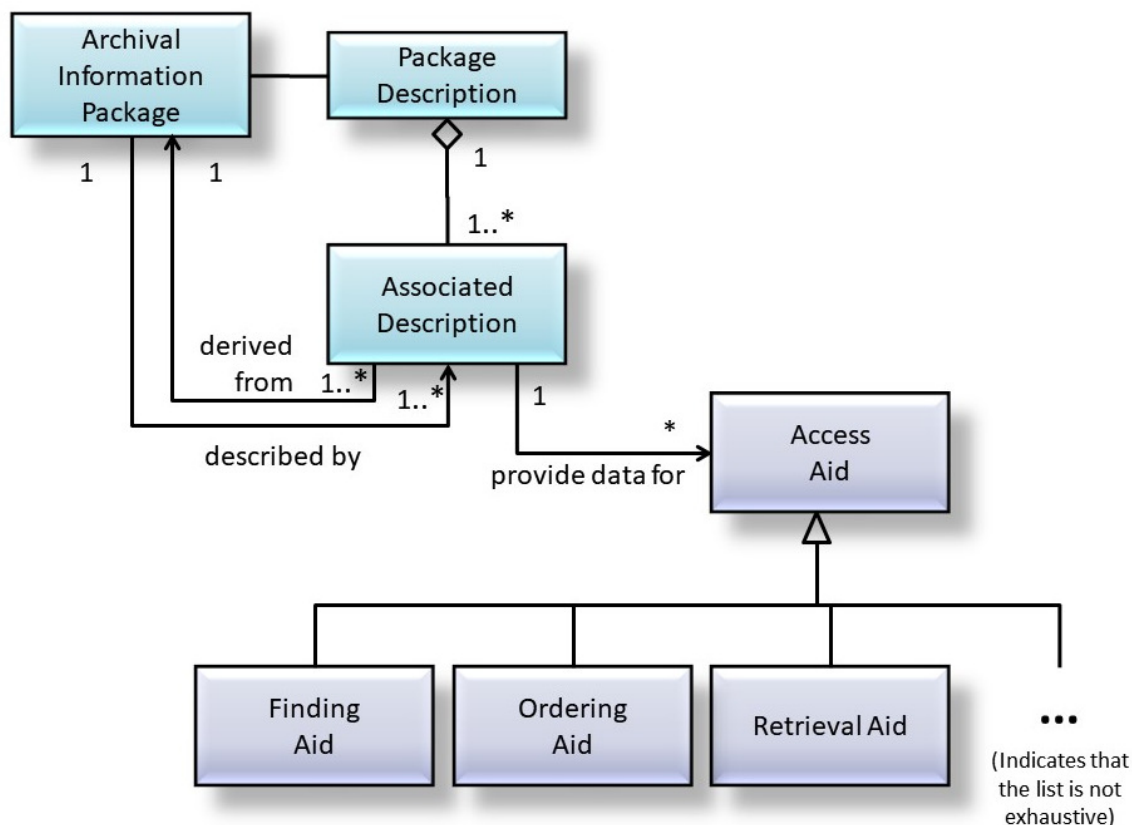 Archival
Information
Package
Package
Description
1
1
1
1..*
Associated
Description
derived
from
1..*
1..*
1
described by
*
provide data for
Access
Aid
Finding
Aid
Ordering
Aid
Retrieval Aid
...
(Indicates that
the list is not
exhaustive)